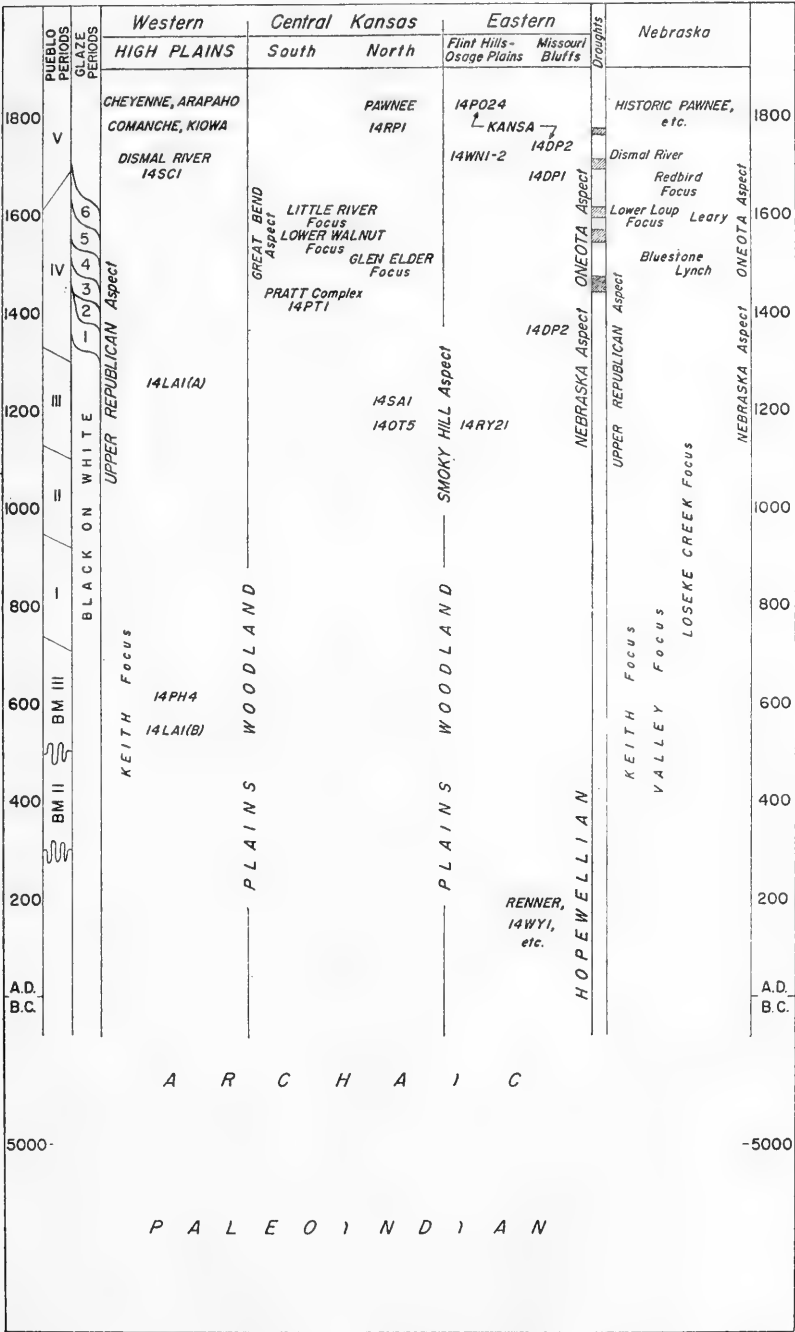 PUEBLO PERIODS
GLAZE PERIODS
Western
HIGH PLAINS
Central Kansas
South North
Eastern
Flint Hills- Missouri
Osage Plains Bluffs
Droughts
Nebraska
1800
1600
1400
1200
1000
800
600
400
200
A.D.
B.C.
5000-
V
IV
III
II
I
BM III
BM II
6
5
4
3
2
1
BLACK ON WHITE
CHEYENNE, ARAPAHO
COMANCHE, KIOWA
DISMAL RIVER
14SC1
UPPER REPUBLICAN Aspect
14LA1(A)
KEITH Focus
14PH4
14LA1(B)
PAWNEE
14RP1
GREAT BEND
Aspect
LITTLE RIVER
Focus
LOWER WALNUT
Focus
GLEN ELDER
Focus
PRATT Complex
14PT1
14SA1
14OT5
PLAINS WOODLAND
SMOKY HILL Aspect
PLAINS WOODLAND
14PO24
KANSA
14DP2
14WN1-2
14DP1
ONEOTA Aspect
14DP2
NEBRASKA Aspect
14RY21
HOPEWELLIAN
RENNER,
14WY1,
etc.
HISTORIC PAWNEE,
etc.
Dismal River
Redbird
Focus
Lower Loup
Focus
Leary
Bluestone
Lynch
ONEOTA Aspect
UPPER REPUBLICAN Aspect
NEBRASKA Aspect
LOSEKE CREEK Focus
KEITH Focus
VALLEY Focus
1800
1600
1400
1200
1000
800
600
400
200
A.D.
B.C.
-5000
ARCHAIC
PALEOINDIAN